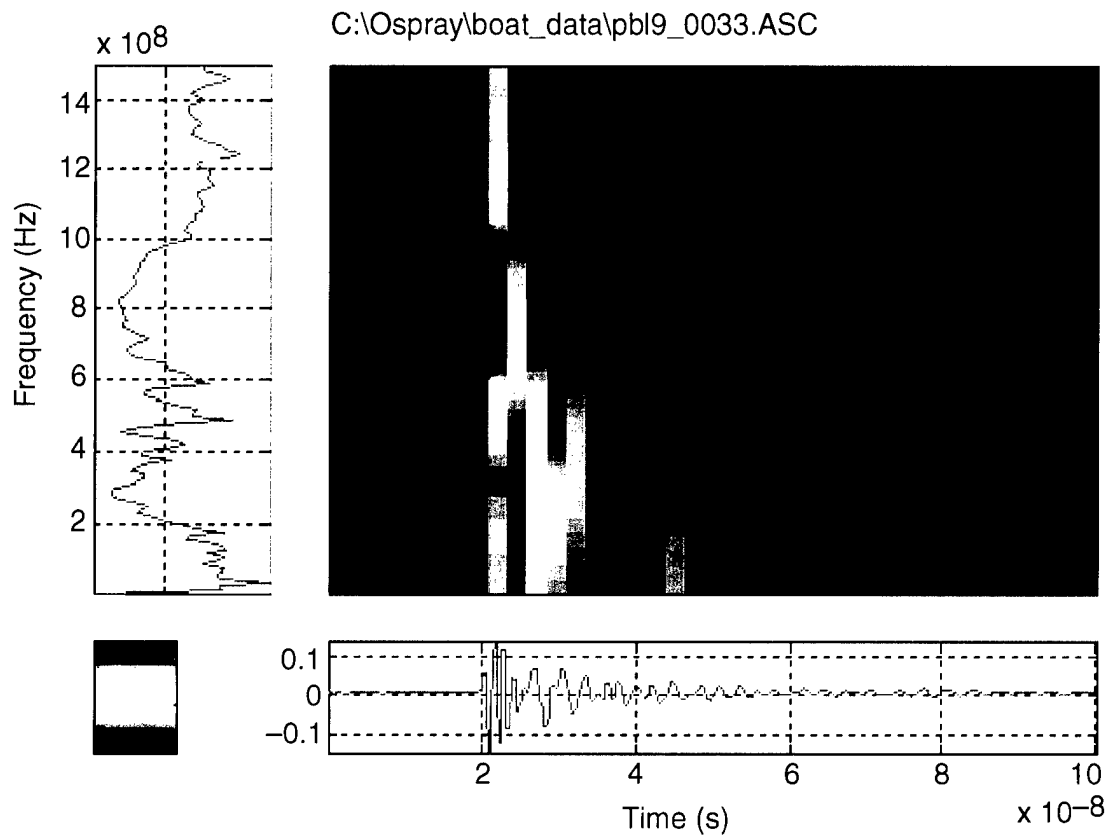 C:\Ospray\boat_data\pbl9_0033.ASC
x 10^8
14
12
10
8
6
4
2
Frequency (Hz)
0.1
0
−0.1
2 4 6 8 10
Time (s)
x 10^−8